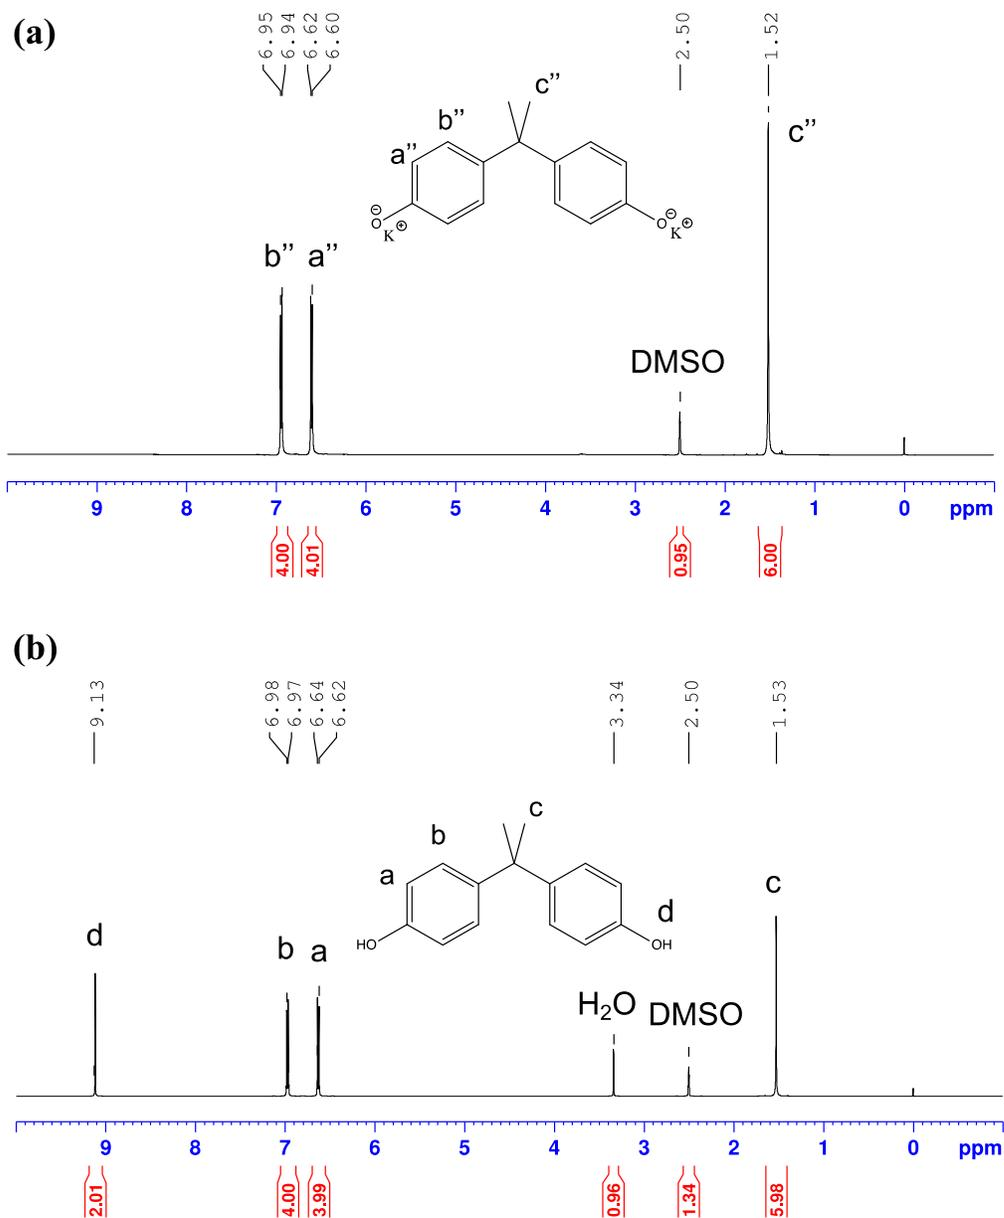 (a)
6.95
6.94
6.62
6.60
2.50
1.52
c”
b”
a”
c”
O⊖
K⊕
O⊖
K⊕
b” a”
DMSO
9 8 7 6 5 4 3 2 1 0 ppm
4.00
4.01
0.95
6.00
(b)
9.13
6.98
6.97
6.64
6.62
3.34
2.50
1.53
c
b
a
c
d
d
b a
HO
OH
H₂O DMSO
9 8 7 6 5 4 3 2 1 0 ppm
2.01
4.00
3.99
0.96
1.34
5.98